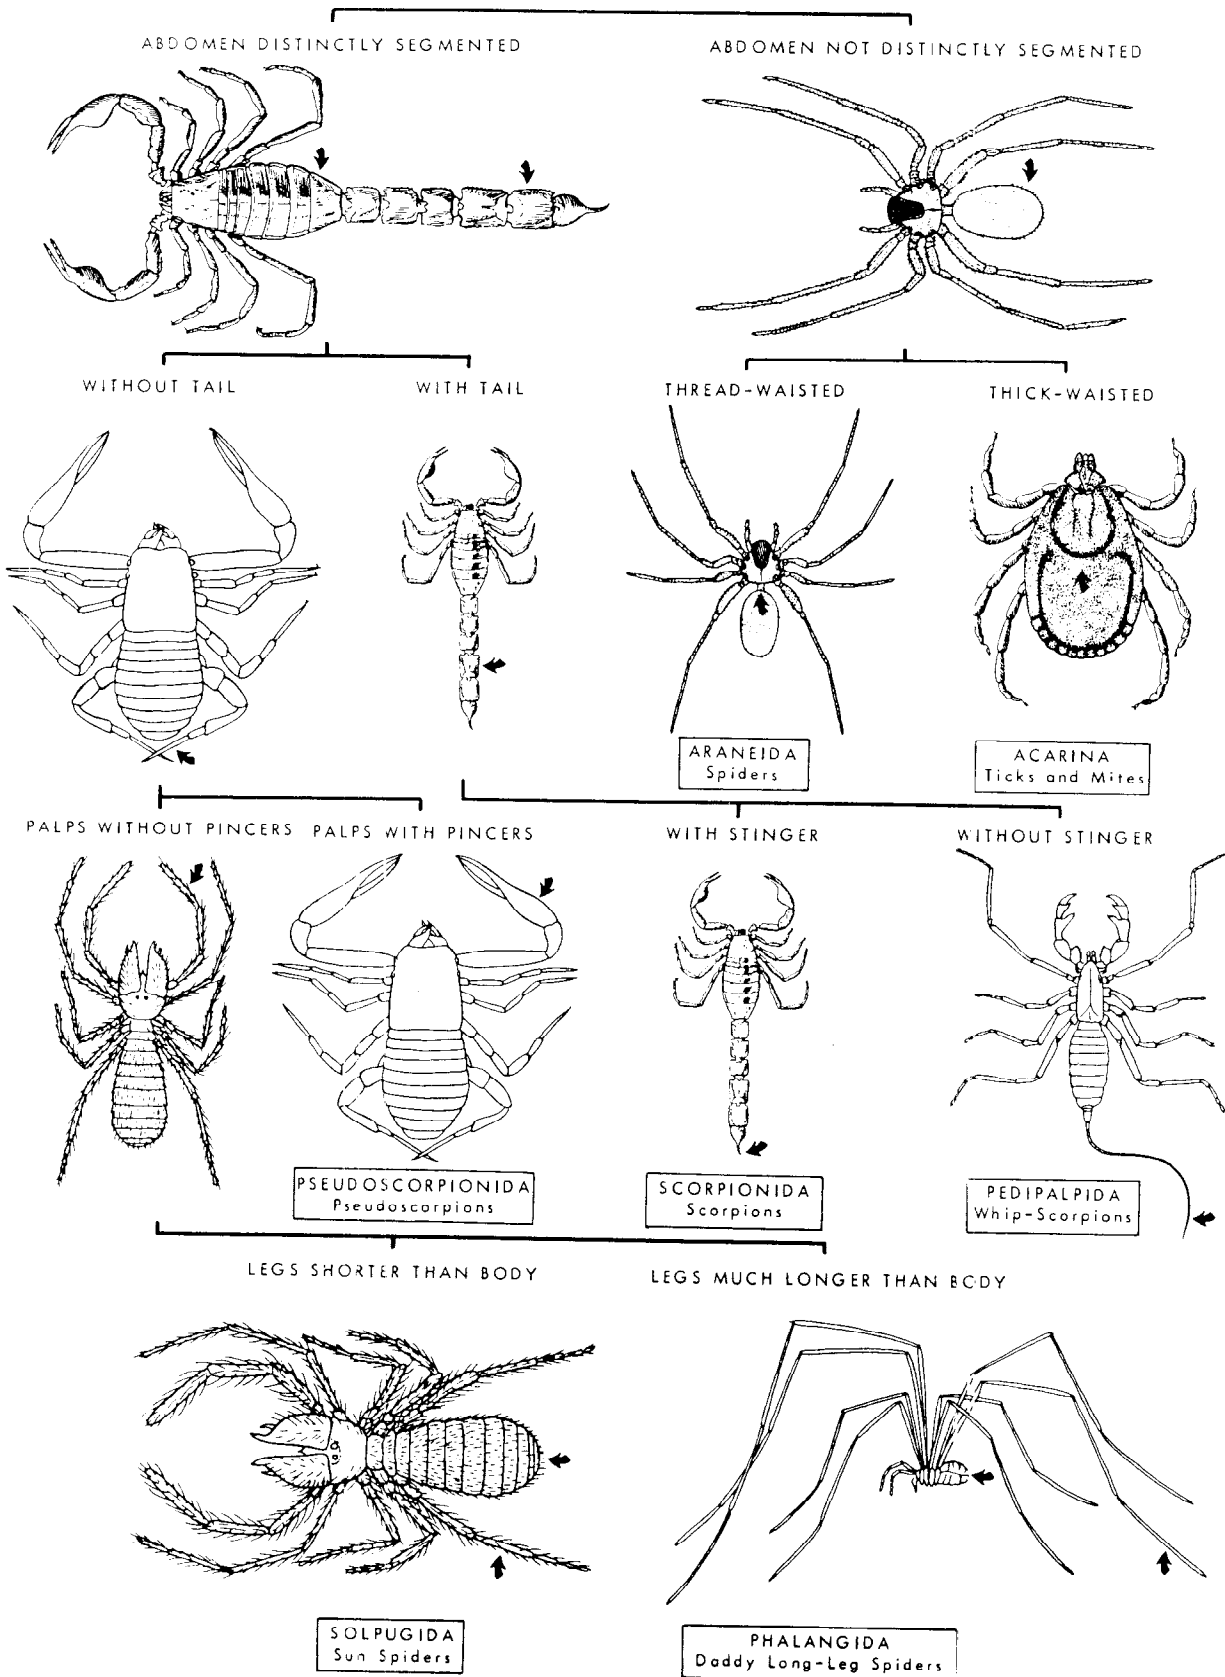 ABDOMEN DISTINCTLY SEGMENTED
ABDOMEN NOT DISTINCTLY SEGMENTED
WITHOUT TAIL
WITH TAIL
THREAD-WAISTED
THICK-WAISTED
ARANEIDA
Spiders
ACARINA
Ticks and Mites
PALPS WITHOUT PINCERS
PALPS WITH PINCERS
WITH STINGER
WITHOUT STINGER
PSEUDOSCORPIONIDA
Pseudoscorpions
SCORPIONIDA
Scorpions
PEDIPALPIDA
Whip-Scorpions
LEGS SHORTER THAN BODY
LEGS MUCH LONGER THAN BODY
SOLPUGIDA
Sun Spiders
PHALANGIDA
Daddy Long-Leg Spiders